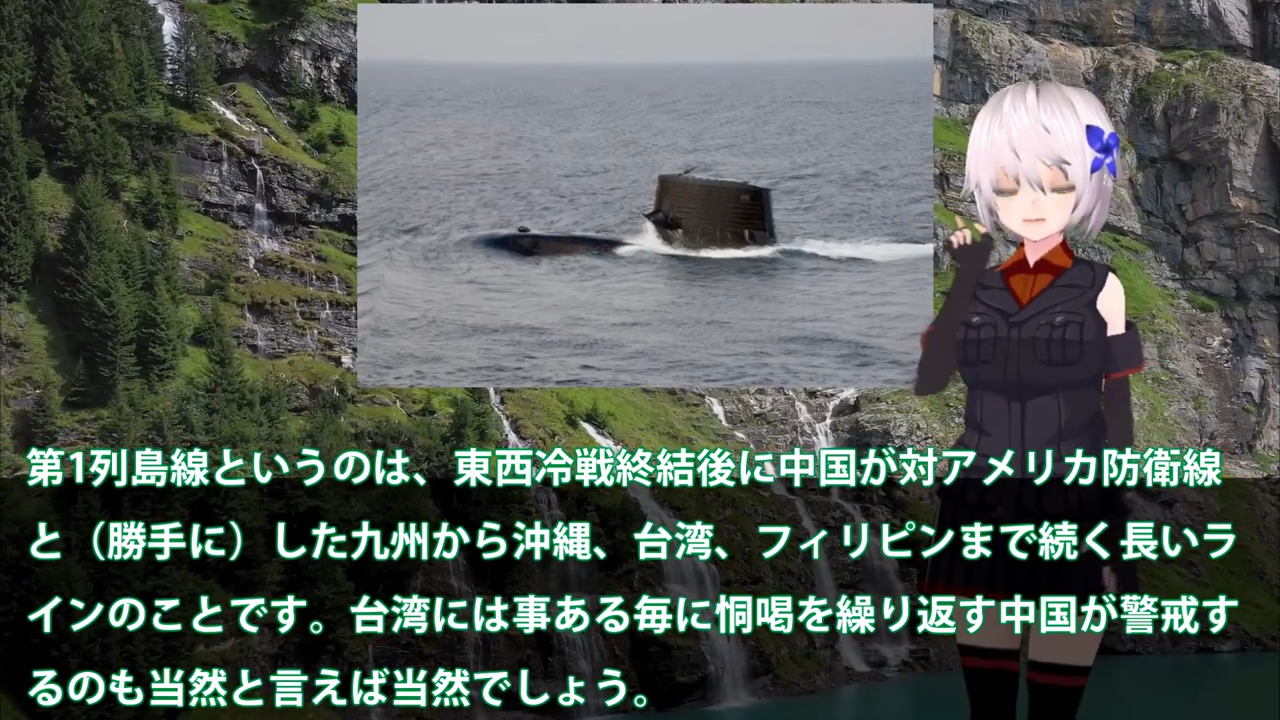 第1列島線というのは、東西冷戦終結後に中国が対アメリカ防衛線
と（勝手に）した九州から沖縄、台湾、フィリピンまで続く長いラ
インのことです。台湾には事ある毎に恫喝を繰り返す中国が警戒す
るのも当然と言えば当然でしょう。